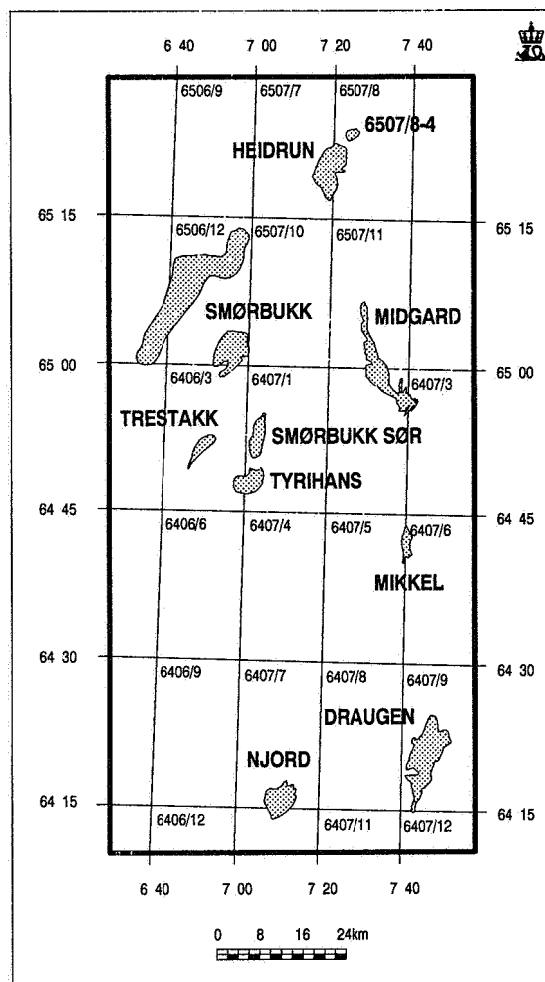 6 40 7 00 7 20 7 40
6506/9 6507/7 6507/8
6507/8-4
HEIDRUN
65 15 65 15
6506/12 6507/10 6507/11
SMØRBUKK MIDGARD
65 00 65 00
6406/3 6407/1 6407/3
TRESTAKK
SMØRBUKK SØR
TYRIHANS
64 45 64 45
6406/6 6407/4 6407/5 6407/6
MIKKEL
64 30 64 30
6406/9 6407/7 6407/8 6407/9
DRAUGEN
NJORD
64 15 64 15
6406/12 6407/11 6407/12
6 40 7 00 7 20 7 40
0 8 16 24km